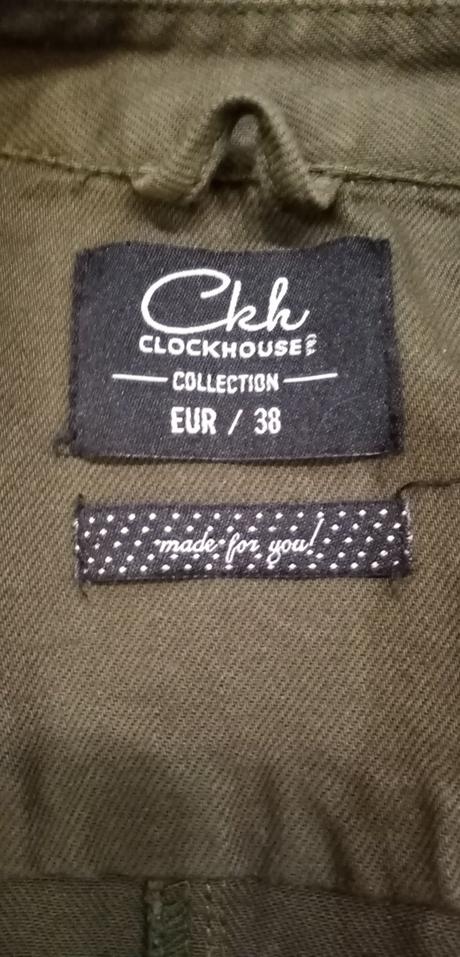 Ckh
CLOCKHOUSE
COLLECTION
EUR / 38
made for you!